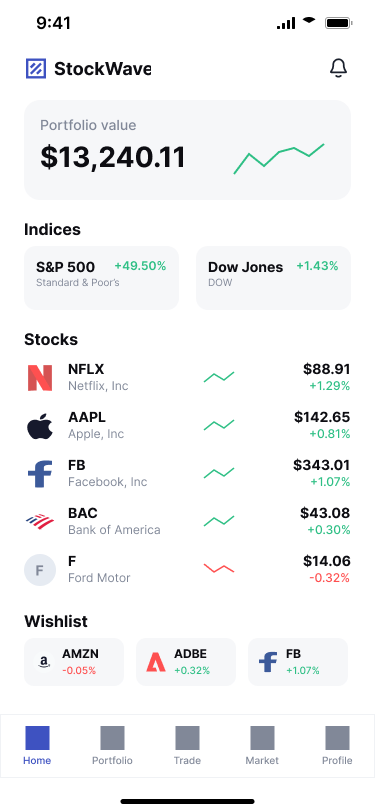 9:41
StockWave
Portfolio value
$13,240.11
Indices
S&P 500 +49.50%
Standard & Poor's
Dow Jones +1.43%
DOW
Stocks
NFLX $88.91
Netflix, Inc +1.29%
AAPL $142.65
Apple, Inc +0.81%
FB $343.01
Facebook, Inc +1.07%
BAC $43.08
Bank of America +0.30%
F F $14.06
Ford Motor -0.32%
Wishlist
AMZN ADBE FB
-0.05% +0.32% +1.07%
Home Portfolio Trade Market Profile